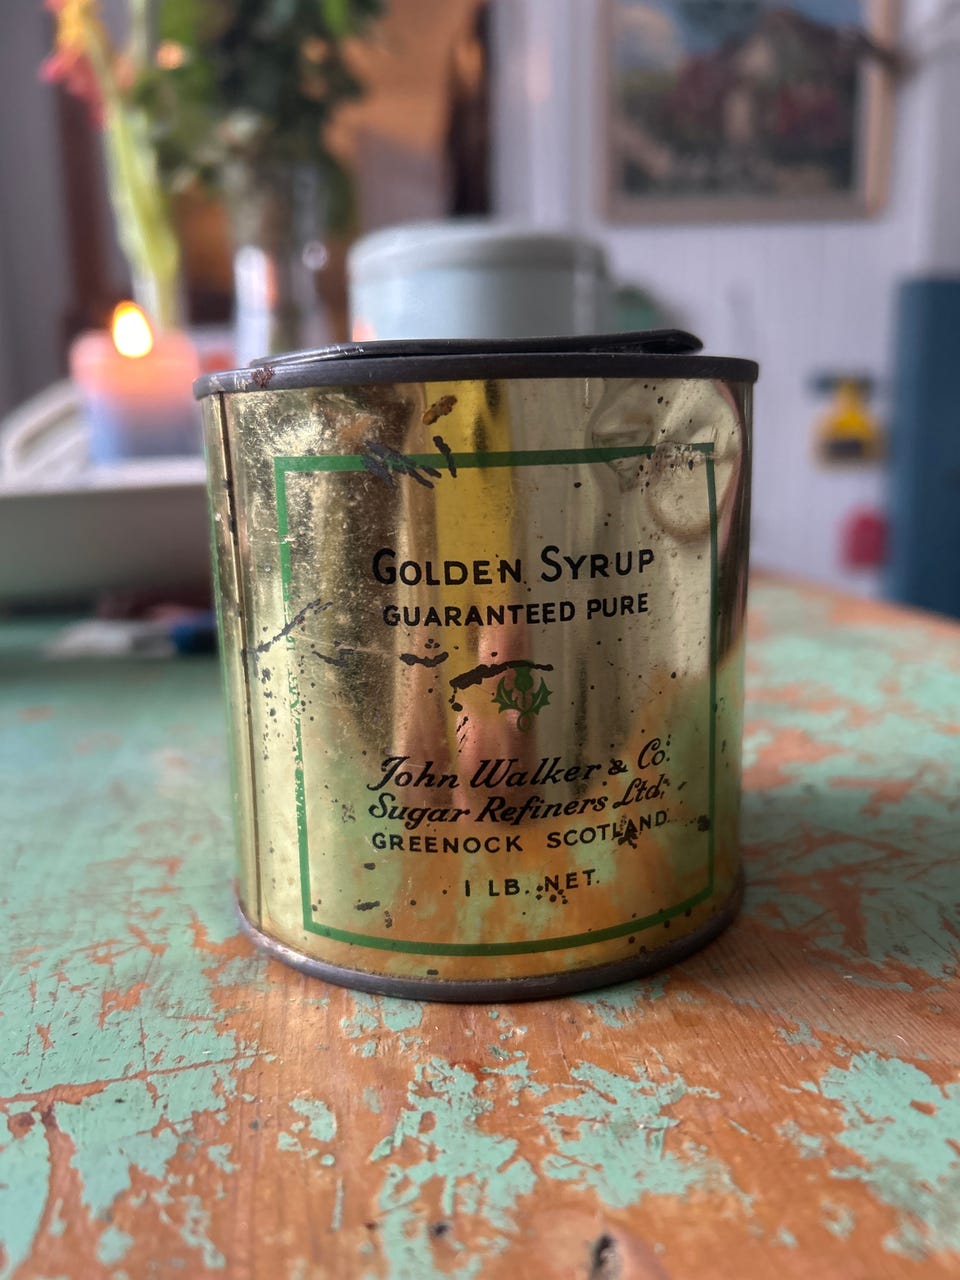 GOLDEN SYRUP
GUARANTEED PURE
John Walker & Co.
Sugar Refiners Ltd.
GREENOCK SCOTLAND
1 LB. NET.